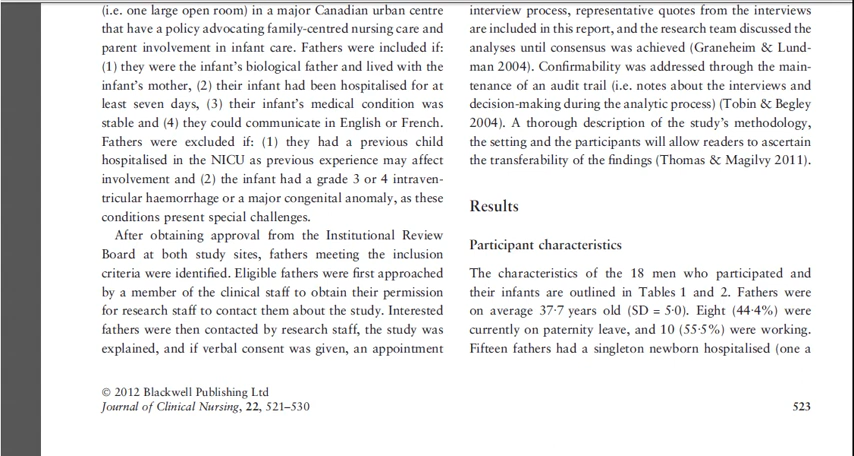 (i.e. one large open room) in a major Canadian urban centre
that have a policy advocating family-centred nursing care and
parent involvement in infant care. Fathers were included if:
(1) they were the infant's biological father and lived with the
infant's mother, (2) their infant had been hospitalised for at
least seven days, (3) their infant's medical condition was
stable and (4) they could communicate in English or French.
Fathers were excluded if: (1) they had a previous child
hospitalised in the NICU as previous experience may affect
involvement and (2) the infant had a grade 3 or 4 intraven-
tricular haemorrhage or a major congenital anomaly, as these
conditions present special challenges.
After obtaining approval from the Institutional Review
Board at both study sites, fathers meeting the inclusion
criteria were identified. Eligible fathers were first approached
by a member of the clinical staff to obtain their permission
for research staff to contact them about the study. Interested
fathers were then contacted by research staff, the study was
explained, and if verbal consent was given, an appointment
interview process, representative quotes from the interviews
are included in this report, and the research team discussed the
analyses until consensus was achieved (Graneheim & Lund-
man 2004). Confirmability was addressed through the main-
tenance of an audit trail (i.e. notes about the interviews and
decision-making during the analytic process) (Tobin & Begley
2004). A thorough description of the study's methodology,
the setting and the participants will allow readers to ascertain
the transferability of the findings (Thomas & Magilvy 2011).
Results
Participant characteristics
The characteristics of the 18 men who participated and
their infants are outlined in Tables 1 and 2. Fathers were
on average 37·7 years old (SD = 5·0). Eight (44·4%) were
currently on paternity leave, and 10 (55·5%) were working.
Fifteen fathers had a singleton newborn hospitalised (one a
© 2012 Blackwell Publishing Ltd
Journal of Clinical Nursing, 22, 521–530
523